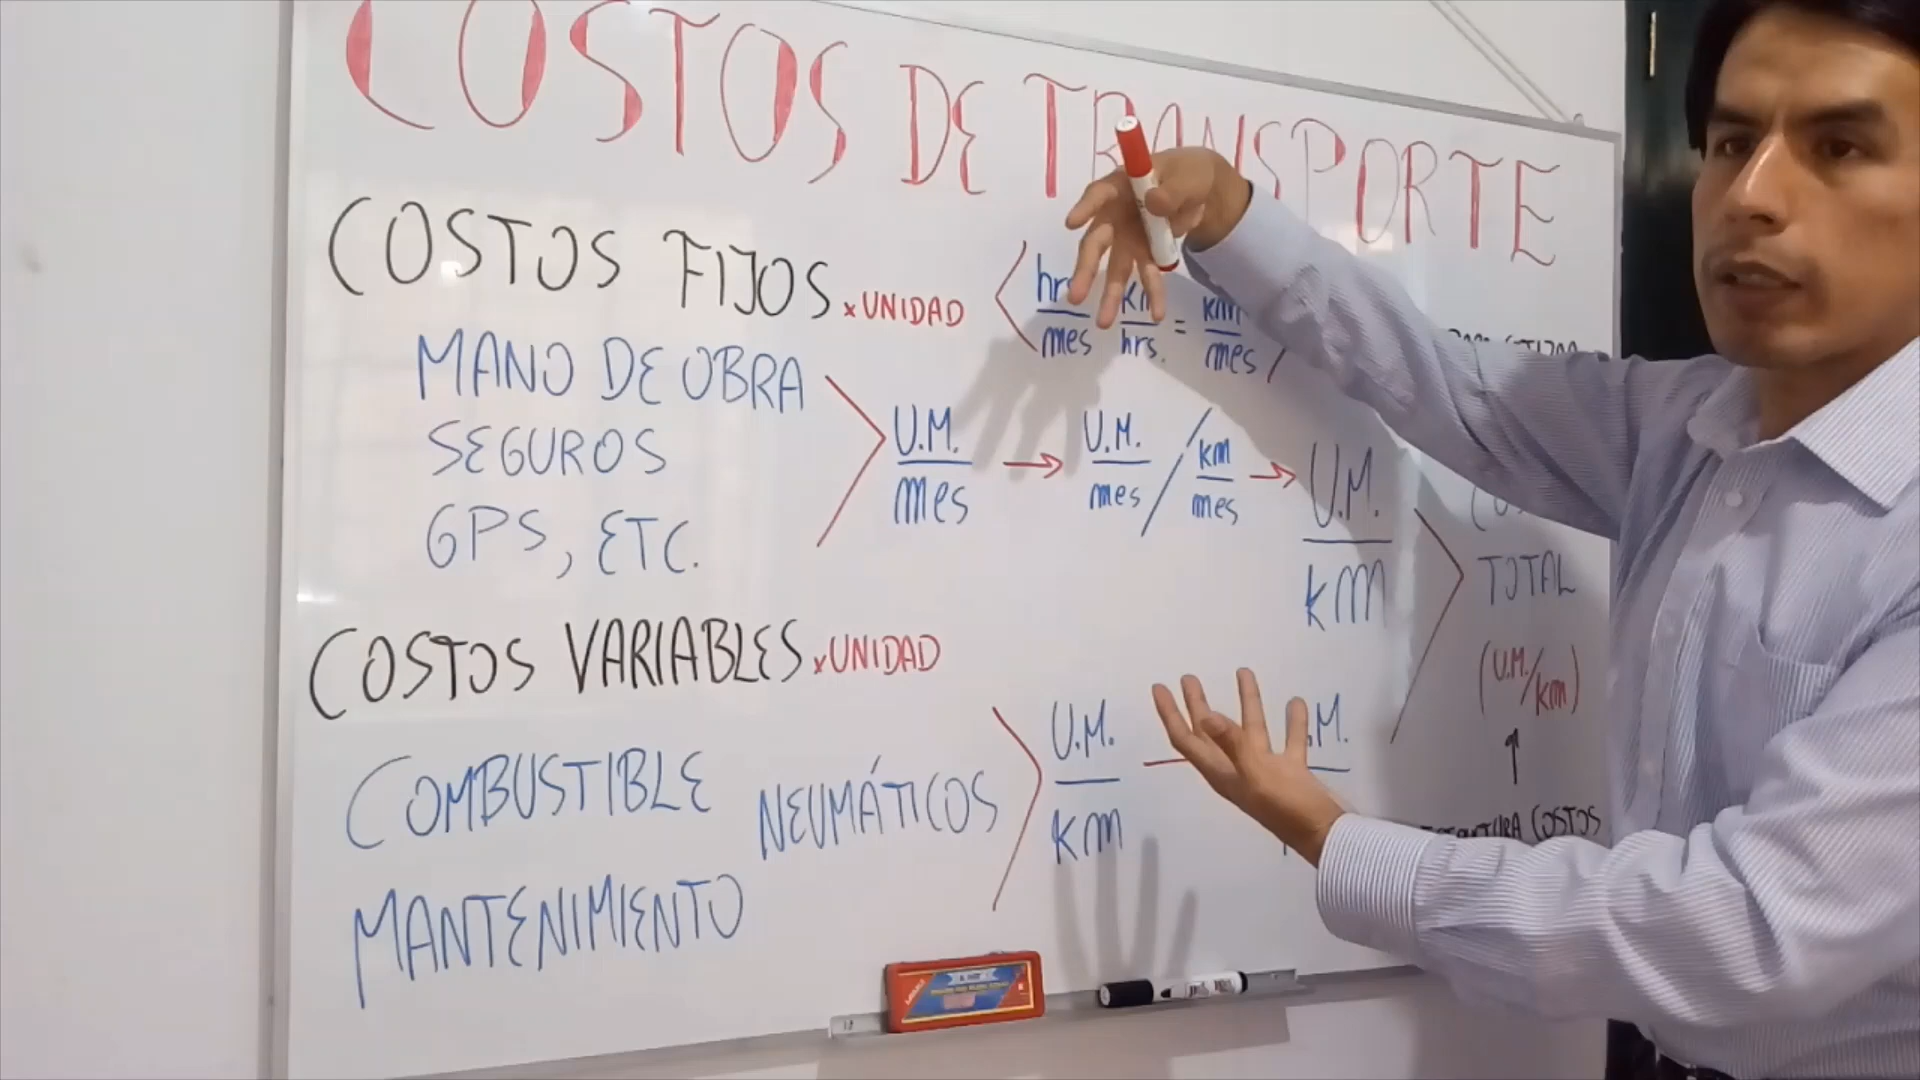 COSTOS DE TRANSPORTE
COSTOS FIJOS x UNIDAD
hrs
mes
km
hrs.
=
km
mes
MANO DE OBRA
SEGUROS
GPS, ETC.
U.M.
mes
→
U.M.
mes
/
km
mes
→
U.M.
km
TOTAL
(U.M./km)
↑
COSTOS
COSTOS VARIABLES x UNIDAD
COMBUSTIBLE
NEUMÁTICOS
MANTENIMIENTO
U.M.
km